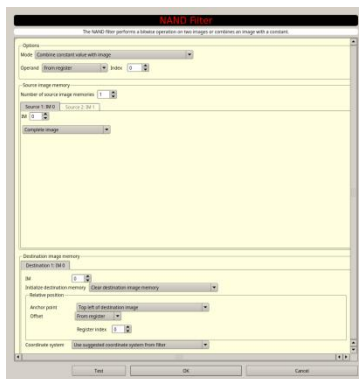 NAND Filter
The NAND filter performs a bitwise operation on two images or combines an image with a constant.
Options
Mode Combine constant value with image
Operand From register Index 0
Source image memory
Number of source image memories 1
Source 1: IM 0 Source 2: IM 1
IM 0
Complete image
Destination image memory
Destination 1: IM 0
IM 0
Initialize destination memory Clear destination image memory
Relative position
Anchor point Top left of destination image
Offset From register
Register index
Coordinate system Use suggested coordinate system from filter
Test OK Cancel